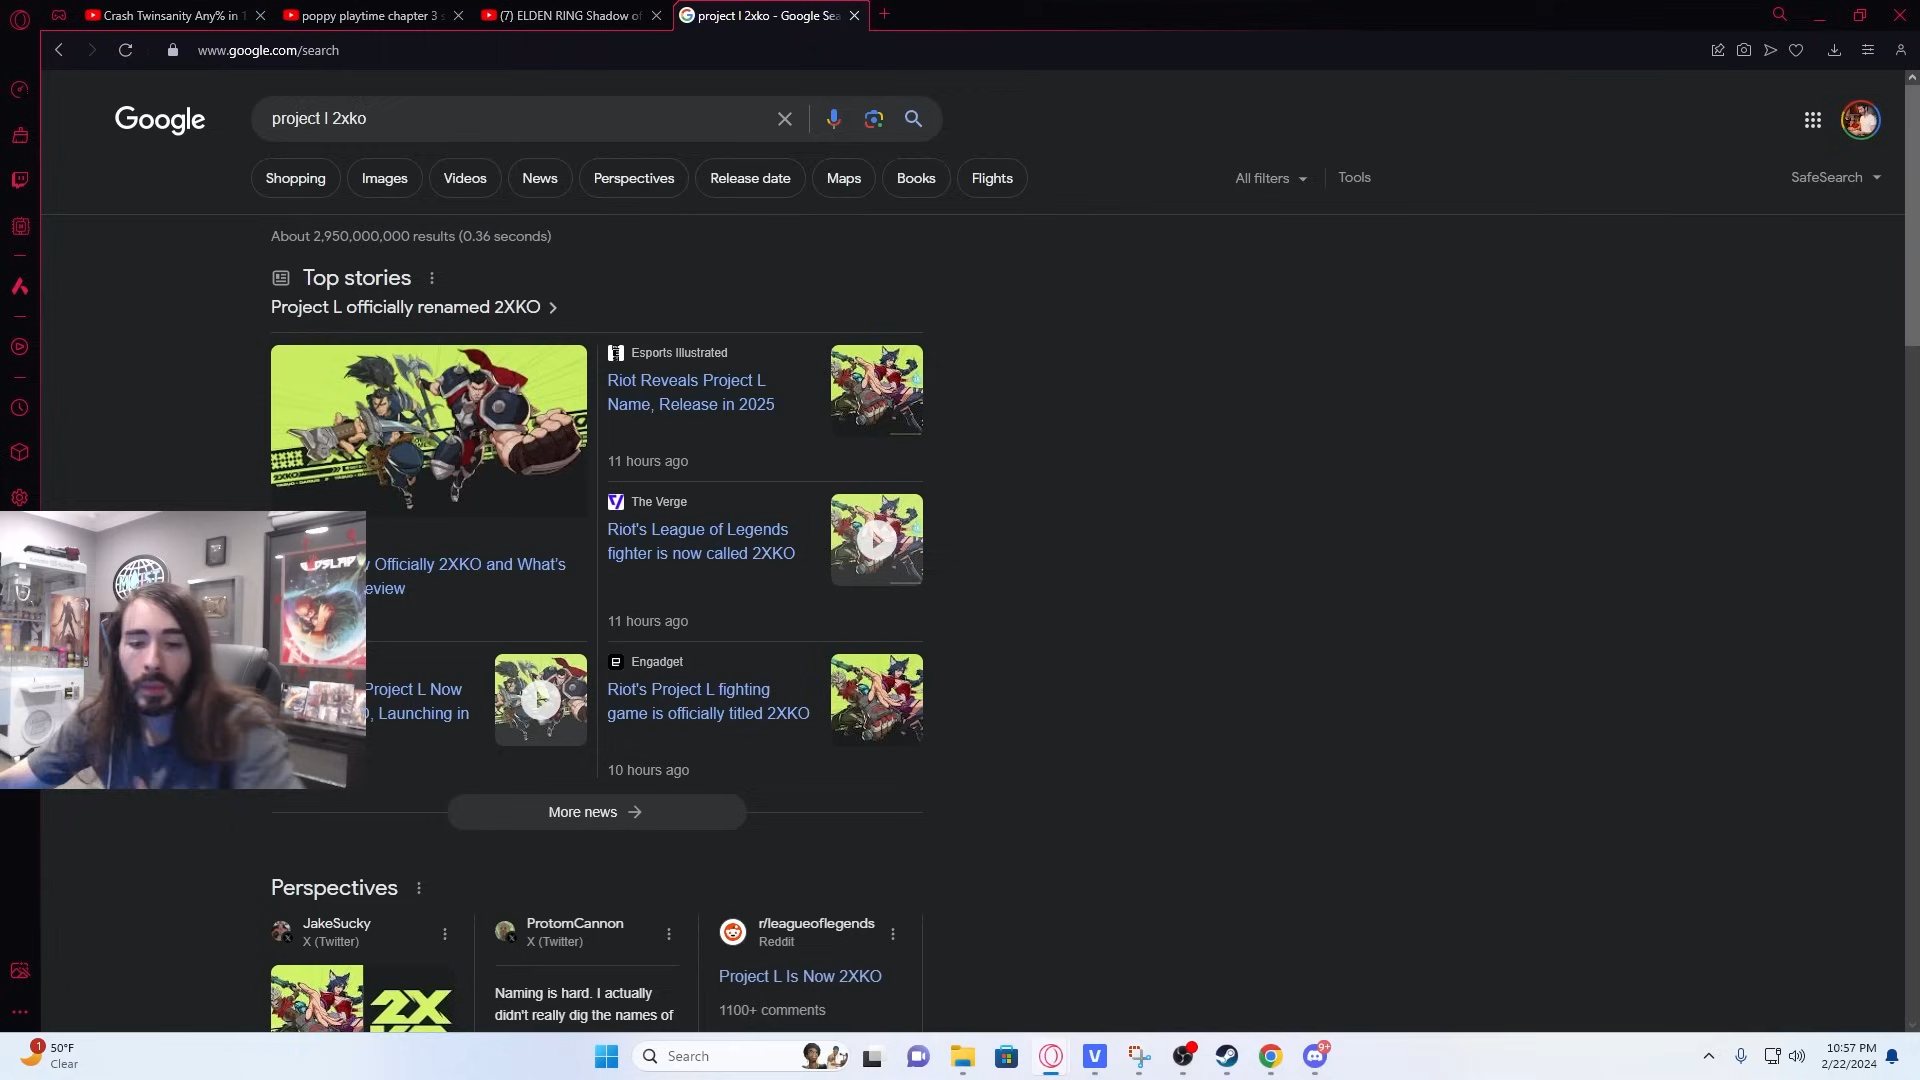 Crash Twinsanity Any% in 1
poppy playtime chapter 3 s
(7) ELDEN RING Shadow of
project l 2xko - Google Sea
www.google.com/search
Google
project l 2xko
Shopping
Images
Videos
News
Perspectives
Release date
Maps
Books
Flights
All filters
Tools
SafeSearch
About 2,950,000,000 results (0.36 seconds)
Top stories
Project L officially renamed 2XKO
Esports Illustrated
Riot Reveals Project L
Name, Release in 2025
11 hours ago
The Verge
Riot's League of Legends
fighter is now called 2XKO
11 hours ago
Officially 2XKO and What's
eview
Project L Now
, Launching in
Engadget
Riot's Project L fighting
game is officially titled 2XKO
10 hours ago
More news
Perspectives
JakeSucky
X (Twitter)
ProtomCannon
X (Twitter)
Naming is hard. I actually
didn't really dig the names of
r/leagueoflegends
Reddit
Project L Is Now 2XKO
1100+ comments
2X
1
50°F
Clear
Search
9+
10:57 PM
2/22/2024